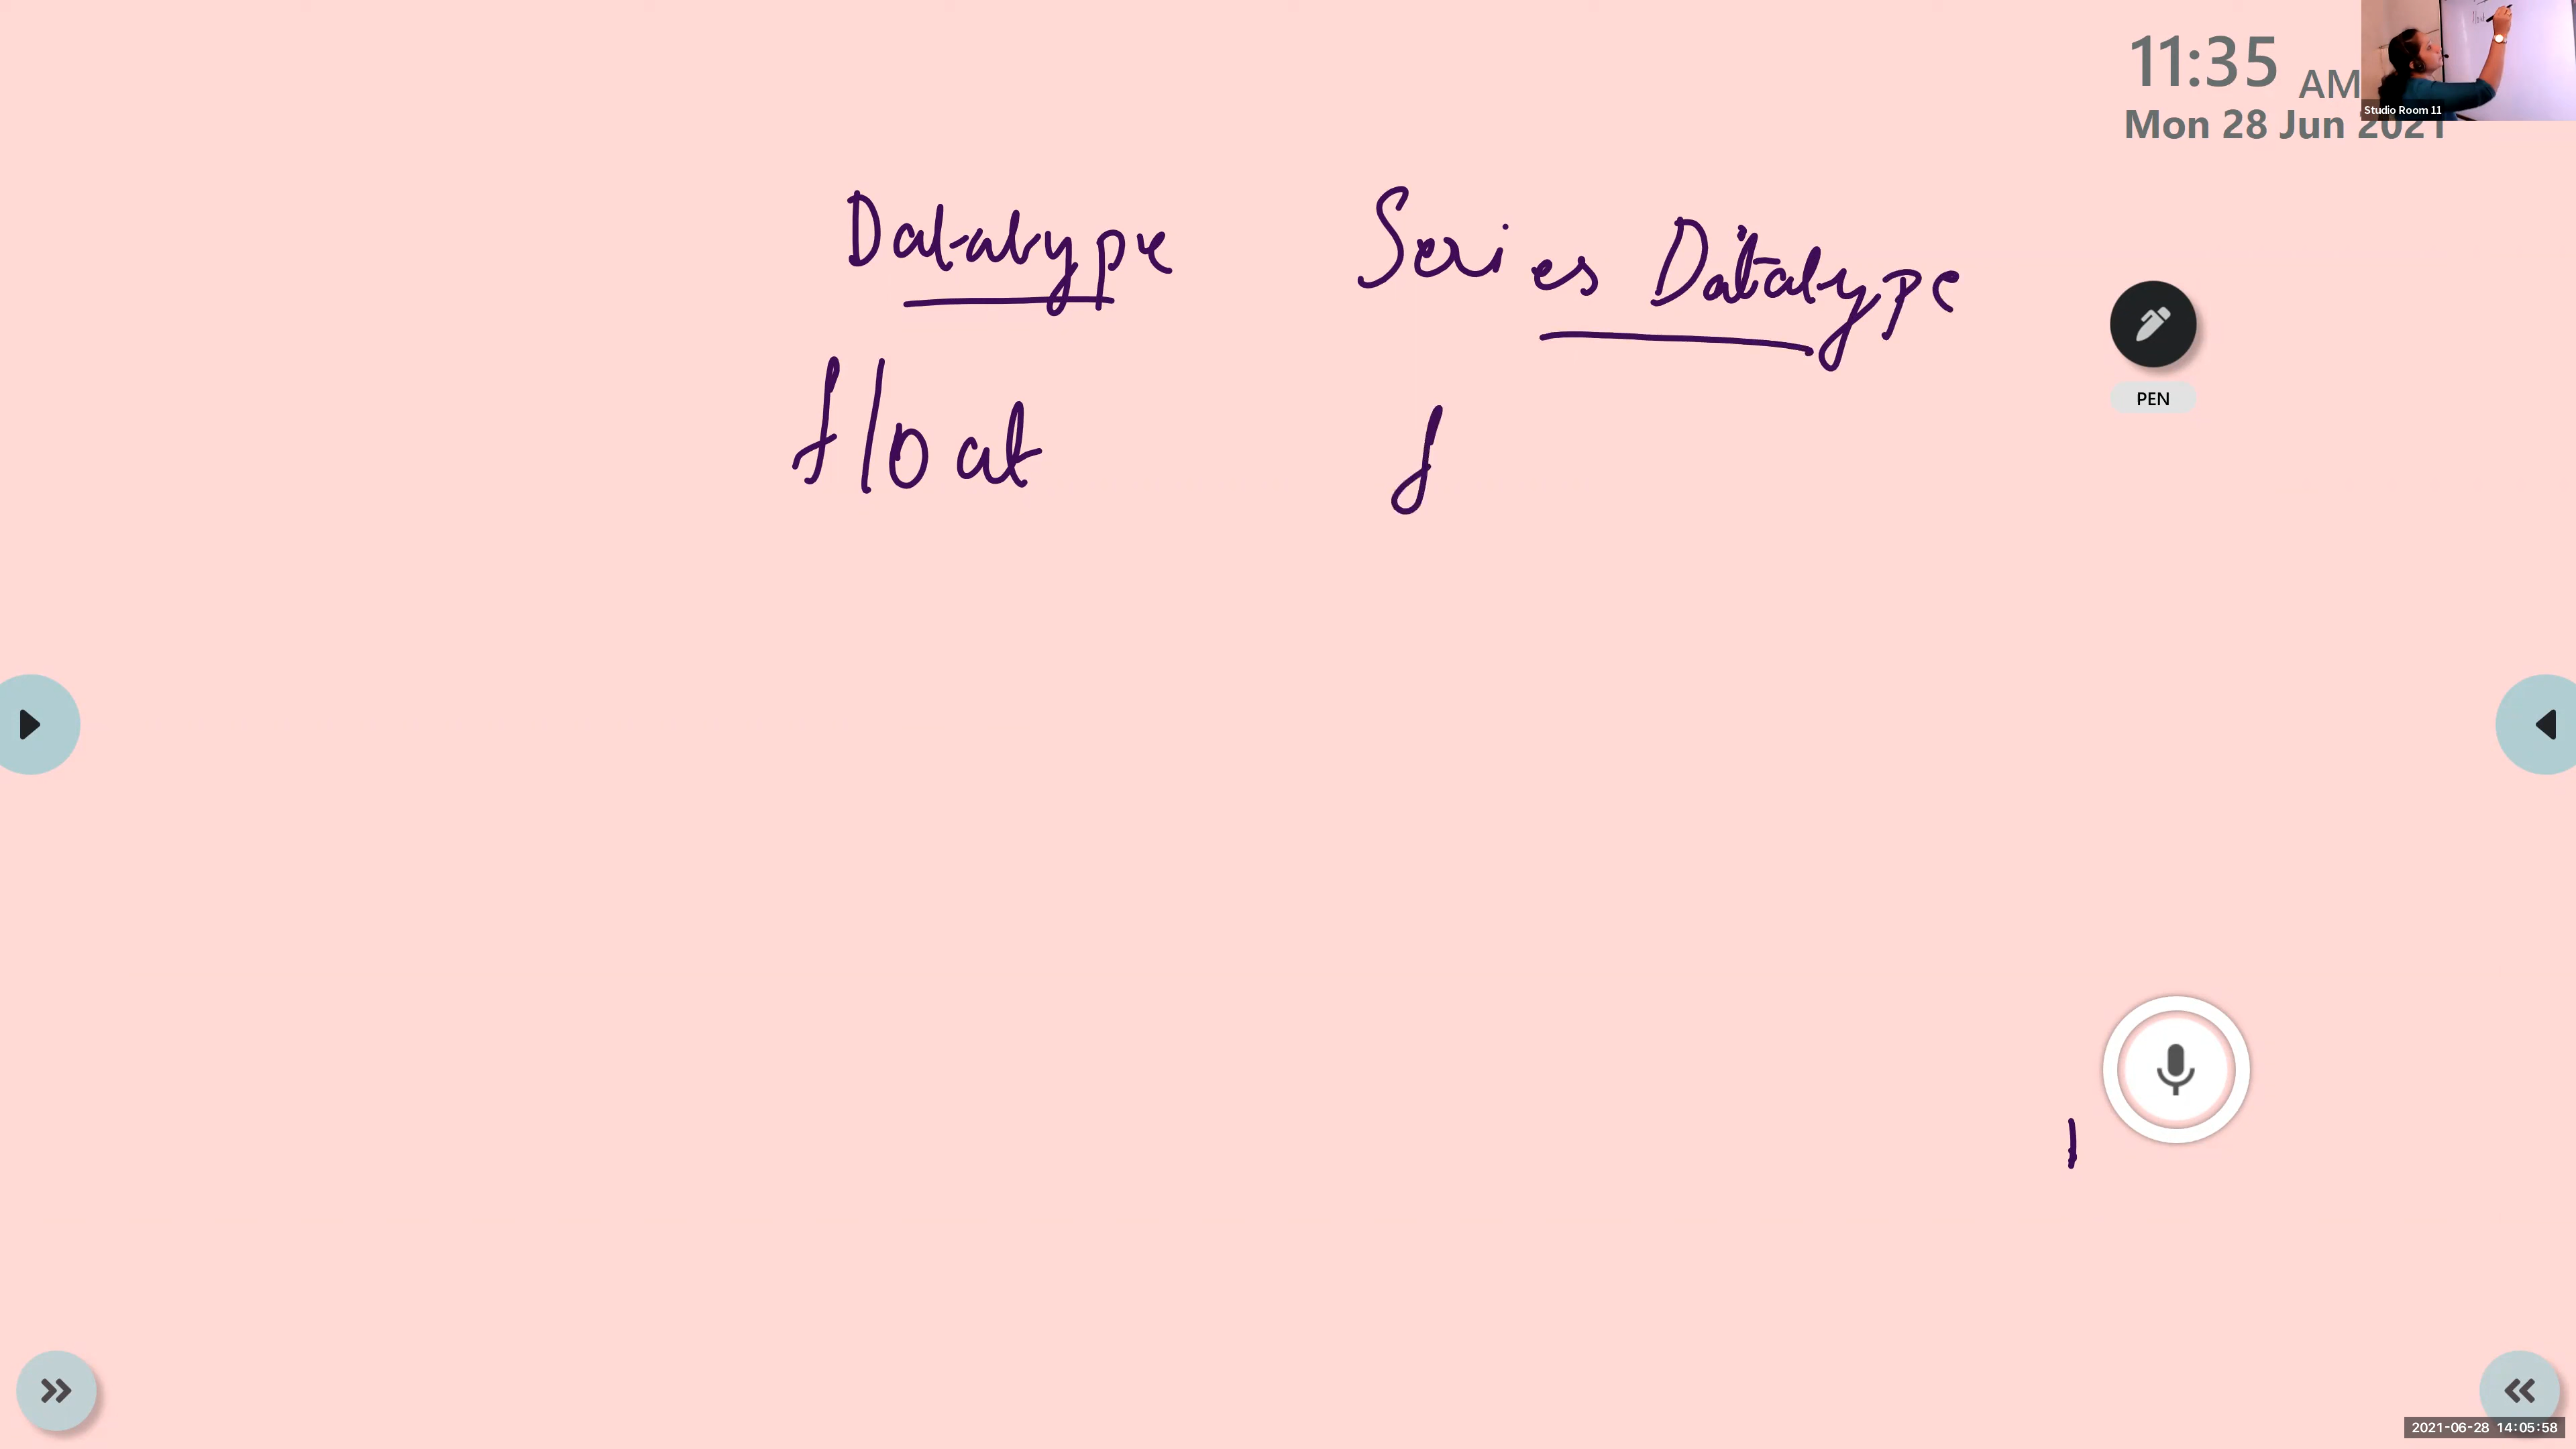 11:35 AM
Studio Room 11
Mon 28 Jun 2021
Datatype Series Datatype
PEN
float f
2021-06-28 14:05:58